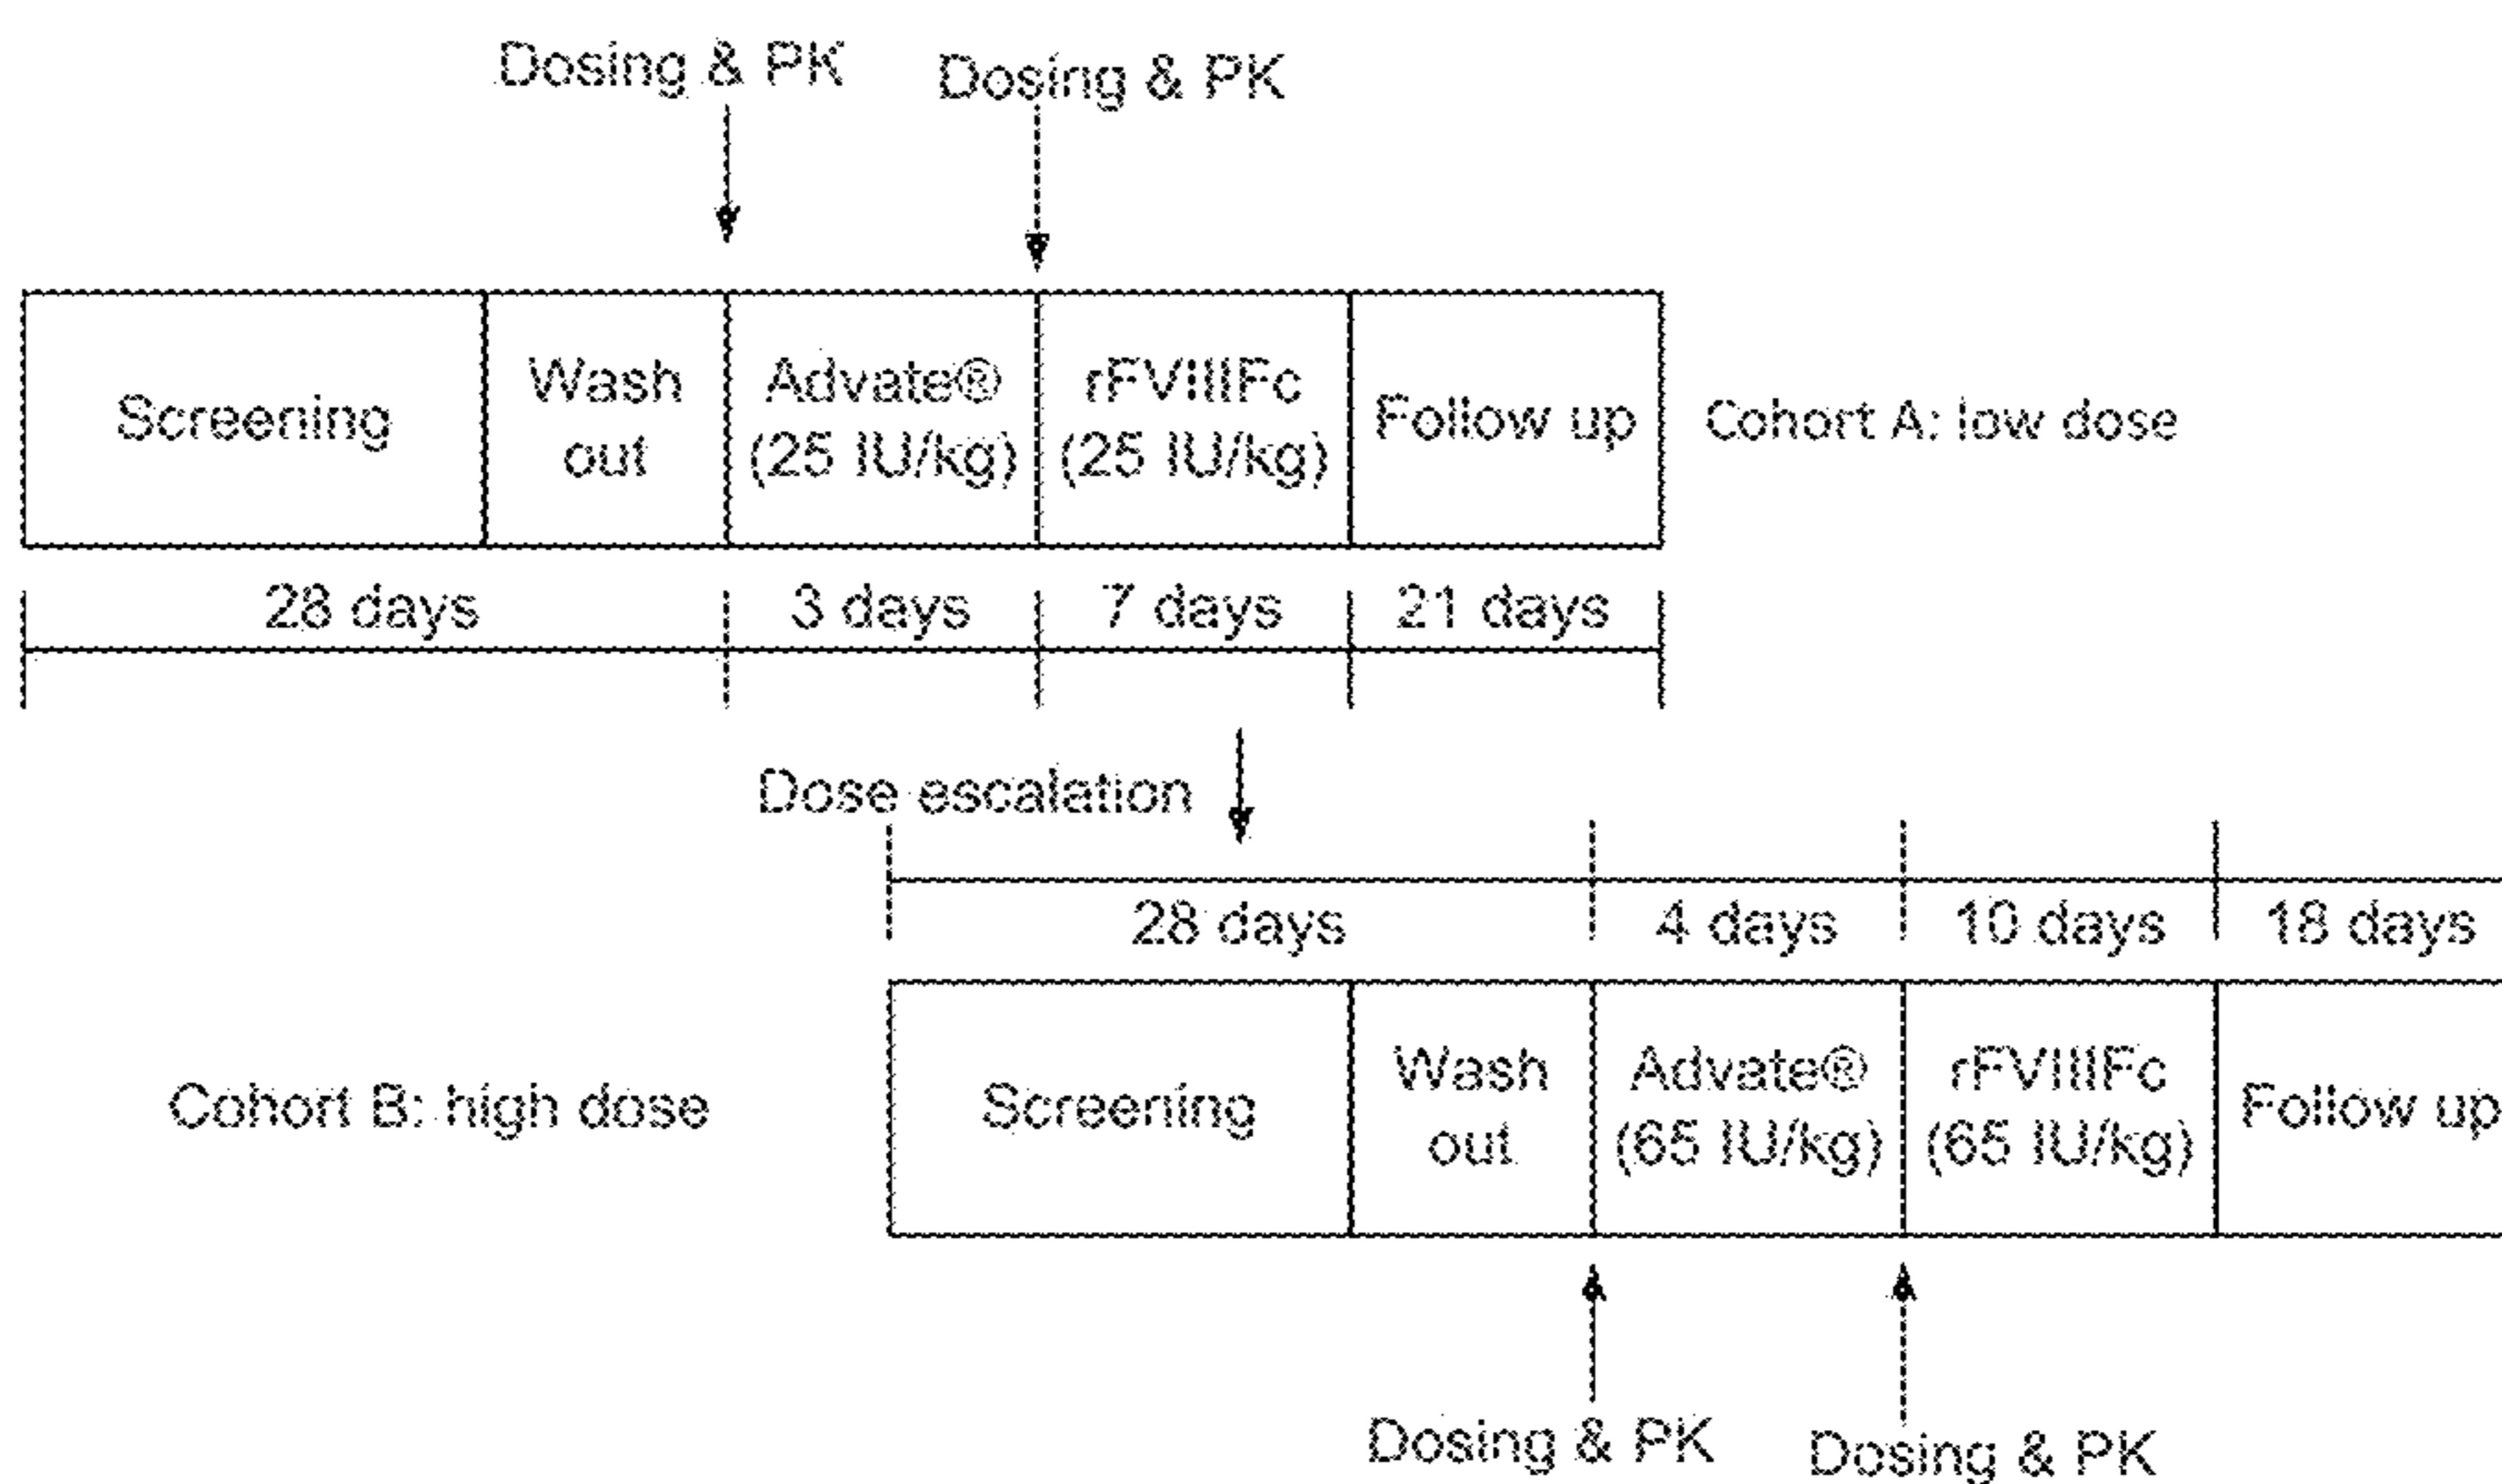 Dosing & PK
Dosing & PK
Screening
Wash
out
Advate®
(25 IU/kg)
rFVIIIFc
(25 IU/kg)
Follow up
Cohort A: low dose
28 days
3 days
7 days
21 days
Dose escalation
28 days
4 days
10 days
18 days
Cohort B: high dose
Screening
Wash
out
Advate®
(65 IU/kg)
rFVIIIFc
(65 IU/kg)
Follow up
Dosing & PK
Dosing & PK